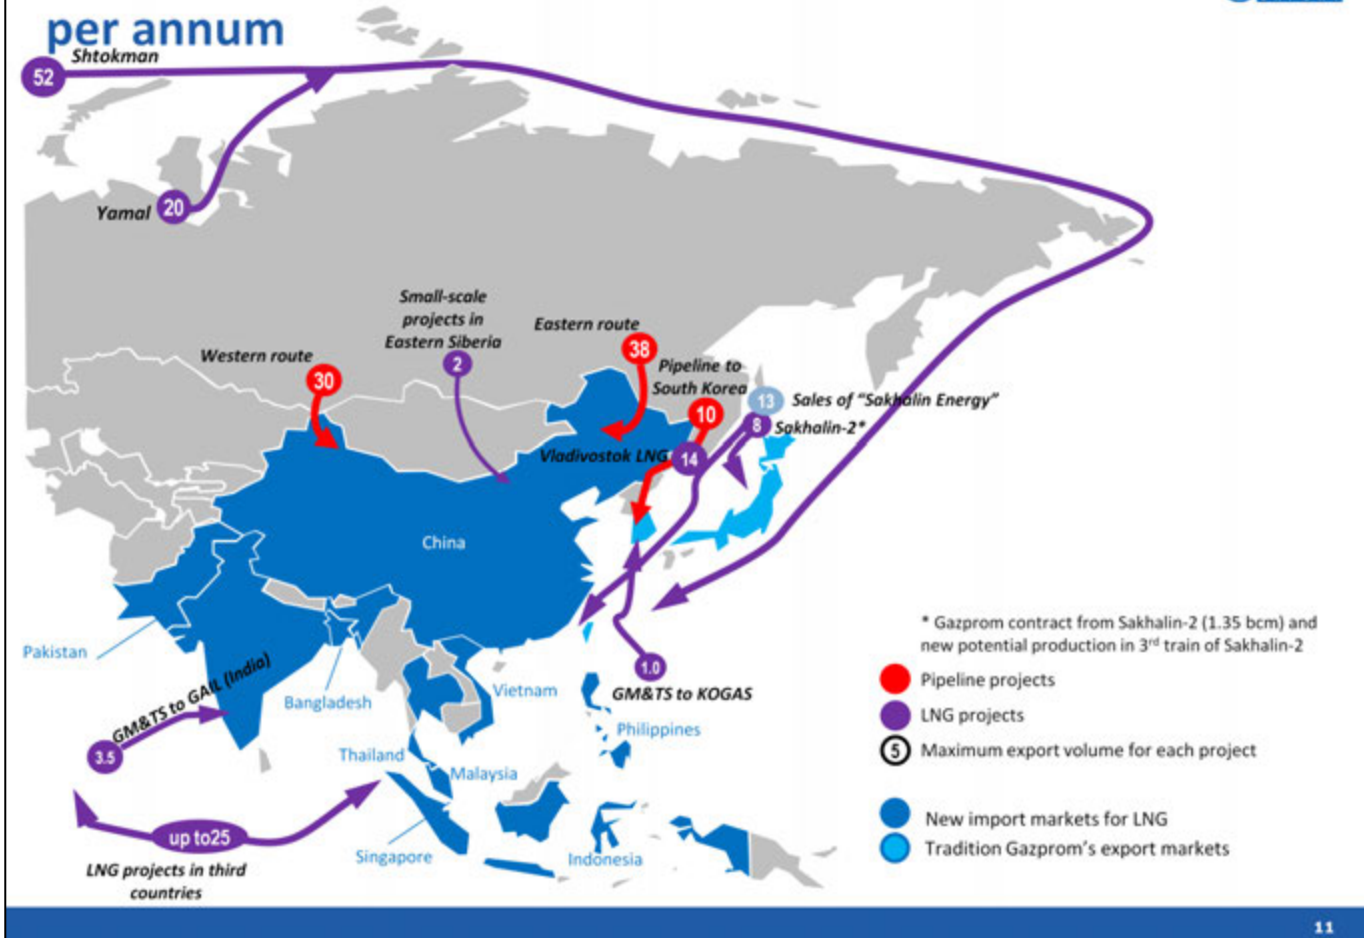 per annum
Shtokman
52
Yamal
20
Small-scale
projects in
Eastern Siberia
2
Western route
30
Eastern route
38
Pipeline to
South Korea
10
13
Sales of “Sakhalin Energy”
8
Sakhalin-2*
Vladivostok LNG
14
China
Pakistan
GM&TS to GAIL (India)
3.5
Bangladesh
Vietnam
1.0
GM&TS to KOGAS
Philippines
Thailand
Malaysia
up to25
LNG projects in third
countries
Singapore
Indonesia
* Gazprom contract from Sakhalin-2 (1.35 bcm) and
new potential production in 3rd train of Sakhalin-2
Pipeline projects
LNG projects
5
Maximum export volume for each project
New import markets for LNG
Tradition Gazprom’s export markets
11